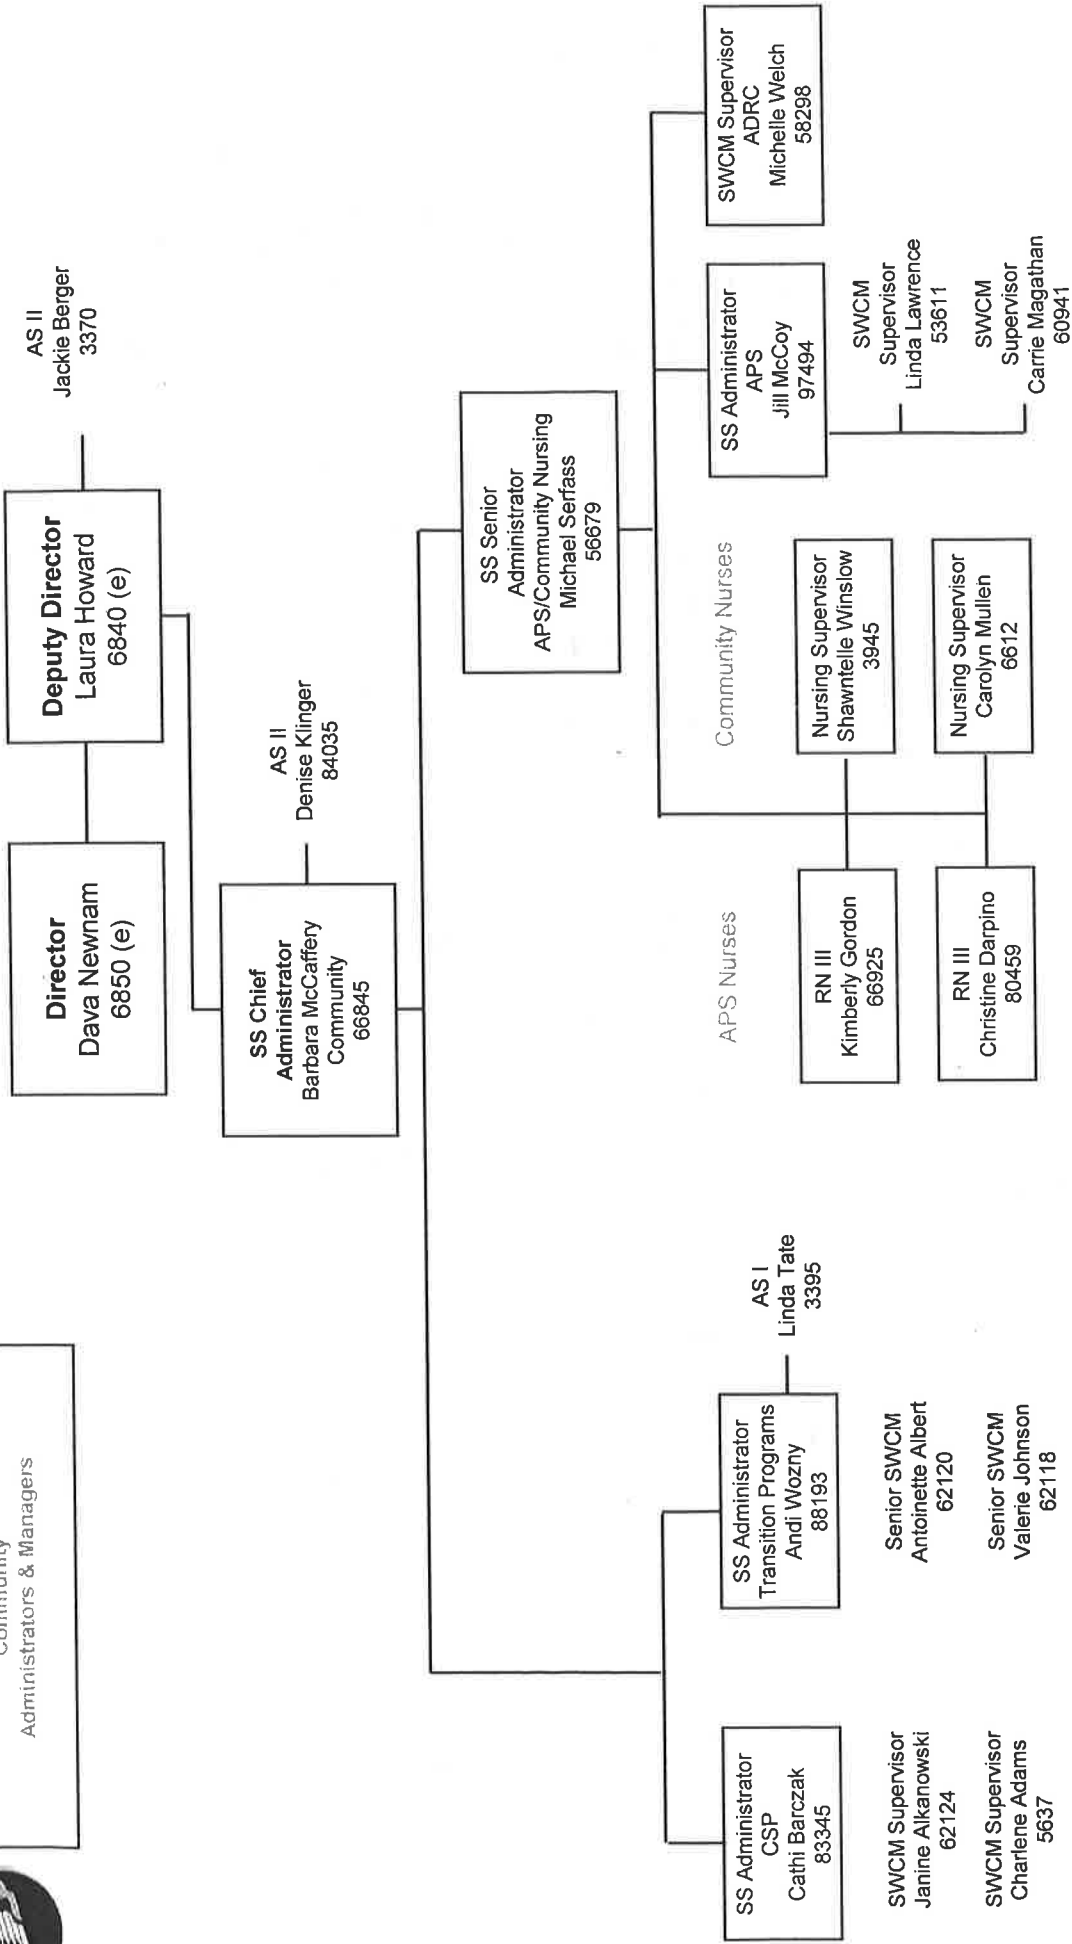 Community
Administrators & Managers
Director
Dava Newnam
6850 (e)
Deputy Director
Laura Howard
6840 (e)
AS II
Jackie Berger
3370
SS Chief
Administrator
Barbara McCaffery
Community
66845
AS II
Denise Klinger
84035
SS Senior
Administrator
APS/Community Nursing
Michael Serfass
56679
SS Administrator
CSP
Cathi Barczak
83345
SWCM Supervisor
Janine Alkanowski
62124
SWCM Supervisor
Charlene Adams
5637
SS Administrator
Transition Programs
Andi Wozny
88193
AS I
Linda Tate
3395
Senior SWCM
Antoinette Albert
62120
Senior SWCM
Valerie Johnson
62118
APS Nurses
RN III
Kimberly Gordon
66925
RN III
Christine Darpino
80459
Community Nurses
Nursing Supervisor
Shawntelle Winslow
3945
Nursing Supervisor
Carolyn Mullen
6612
SS Administrator
APS
Jill McCoy
97494
SWCM
Supervisor
Linda Lawrence
53611
SWCM
Supervisor
Carrie Magathan
60941
SWCM Supervisor
ADRC
Michelle Welch
58298